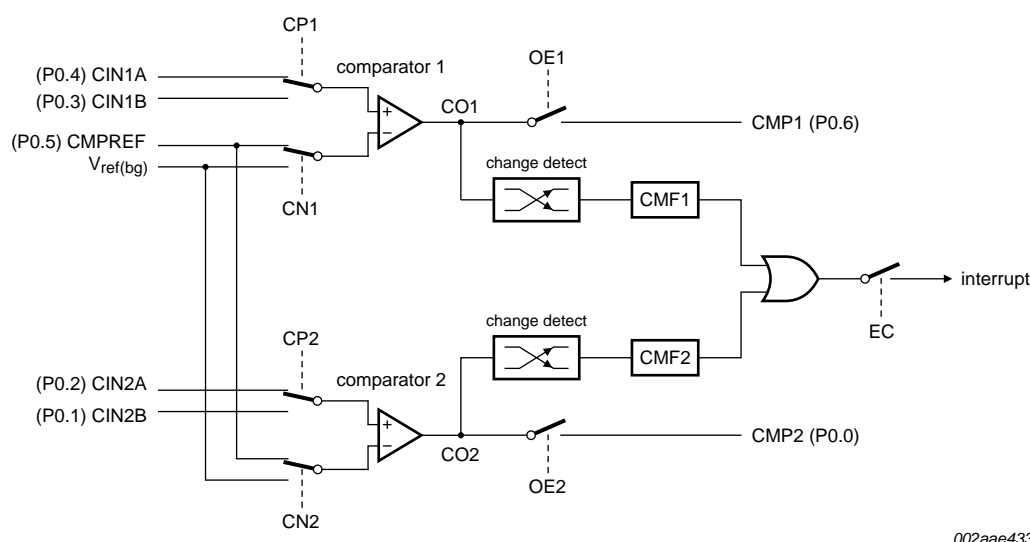 CP1
(P0.4) CIN1A
(P0.3) CIN1B
comparator 1
OE1
+
−
CO1
CMP1 (P0.6)
(P0.5) CMPREF
Vref(bg)
CN1
change detect
CMF1
interrupt
EC
change detect
CMF2
CP2
(P0.2) CIN2A
(P0.1) CIN2B
comparator 2
+
−
CO2
CMP2 (P0.0)
OE2
CN2
002aae433